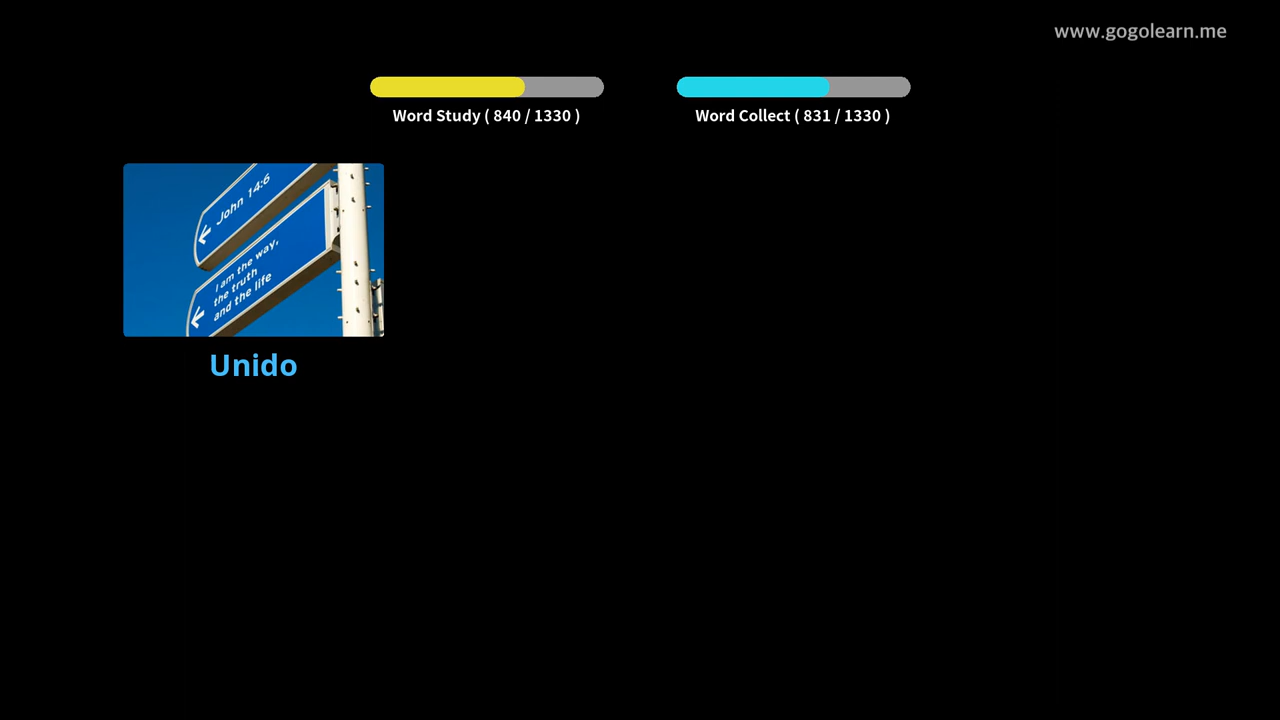 www.gogolearn.me
Word Study ( 840 / 1330 )
Word Collect ( 831 / 1330 )
John 14:6
I am the way,
the truth
and the life
Unido